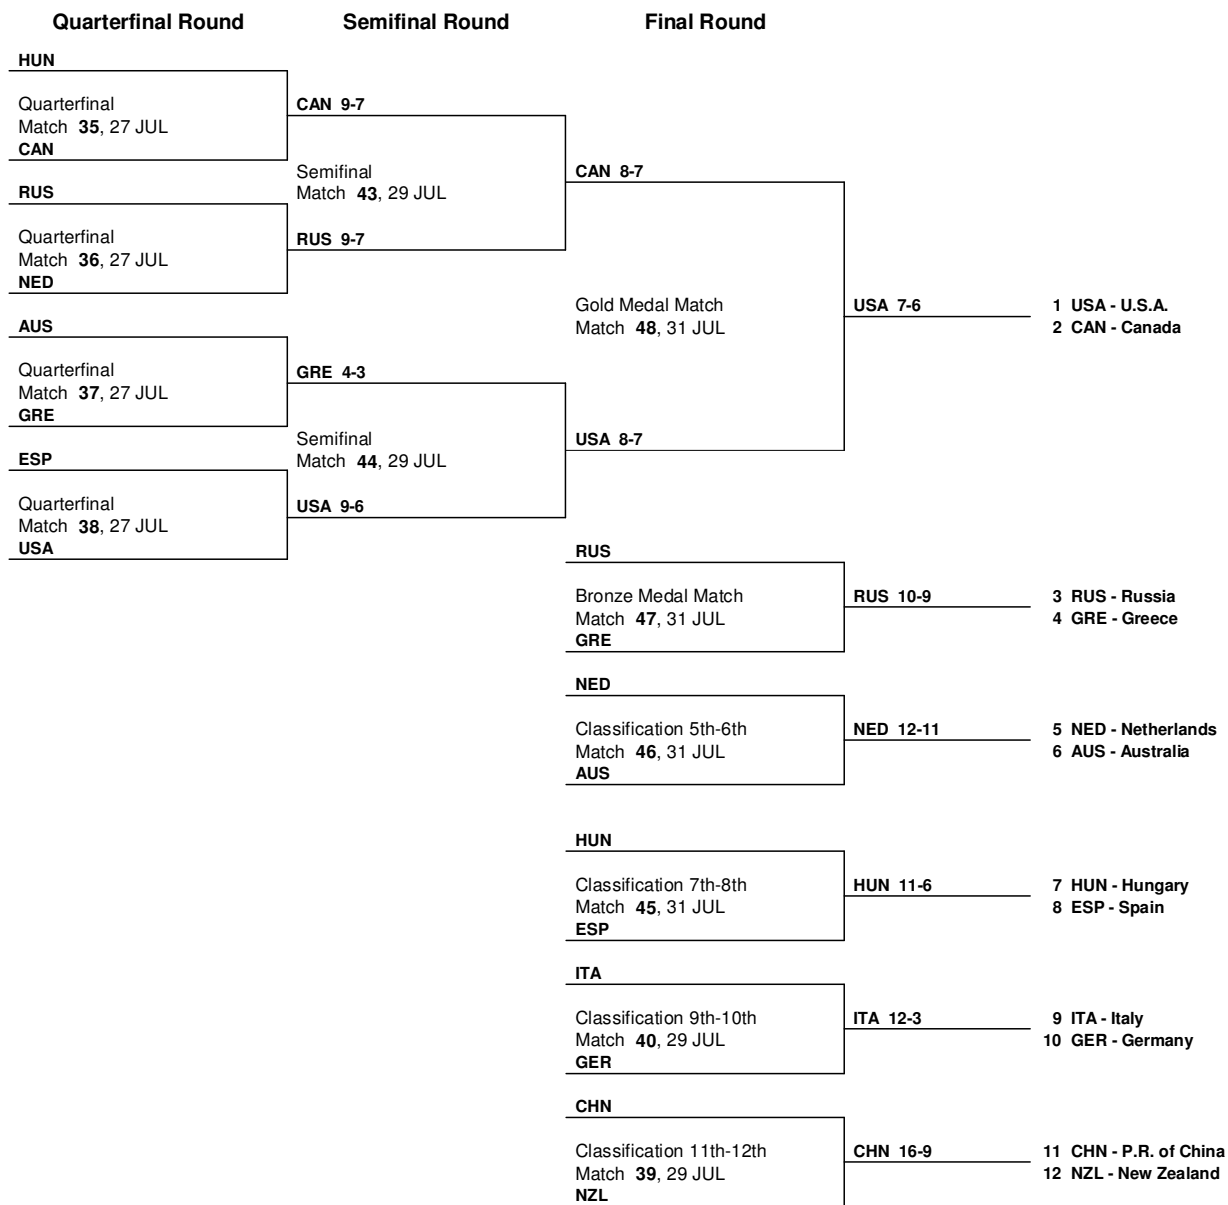 Quarterfinal Round
Semifinal Round
Final Round
HUN
Quarterfinal
Match 35, 27 JUL
CAN
RUS
Quarterfinal
Match 36, 27 JUL
NED
AUS
Quarterfinal
Match 37, 27 JUL
GRE
ESP
Quarterfinal
Match 38, 27 JUL
USA
CAN 9-7
Semifinal
Match 43, 29 JUL
RUS 9-7
GRE 4-3
Semifinal
Match 44, 29 JUL
USA 9-6
CAN 8-7
Gold Medal Match
Match 48, 31 JUL
USA 8-7
USA 7-6
1 USA - U.S.A.
2 CAN - Canada
RUS
Bronze Medal Match
Match 47, 31 JUL
GRE
RUS 10-9
3 RUS - Russia
4 GRE - Greece
NED
Classification 5th-6th
Match 46, 31 JUL
AUS
NED 12-11
5 NED - Netherlands
6 AUS - Australia
HUN
Classification 7th-8th
Match 45, 31 JUL
ESP
HUN 11-6
7 HUN - Hungary
8 ESP - Spain
ITA
Classification 9th-10th
Match 40, 29 JUL
GER
ITA 12-3
9 ITA - Italy
10 GER - Germany
CHN
Classification 11th-12th
Match 39, 29 JUL
NZL
CHN 16-9
11 CHN - P.R. of China
12 NZL - New Zealand